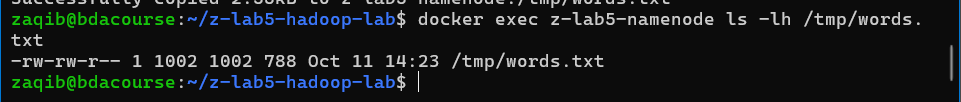 zaqib@bdacourse:~/z-lab5-hadoop-lab$ docker exec z-lab5-namenode ls -lh /tmp/words.
txt
-rw-rw-r-- 1 1002 1002 788 Oct 11 14:23 /tmp/words.txt
zaqib@bdacourse:~/z-lab5-hadoop-lab$